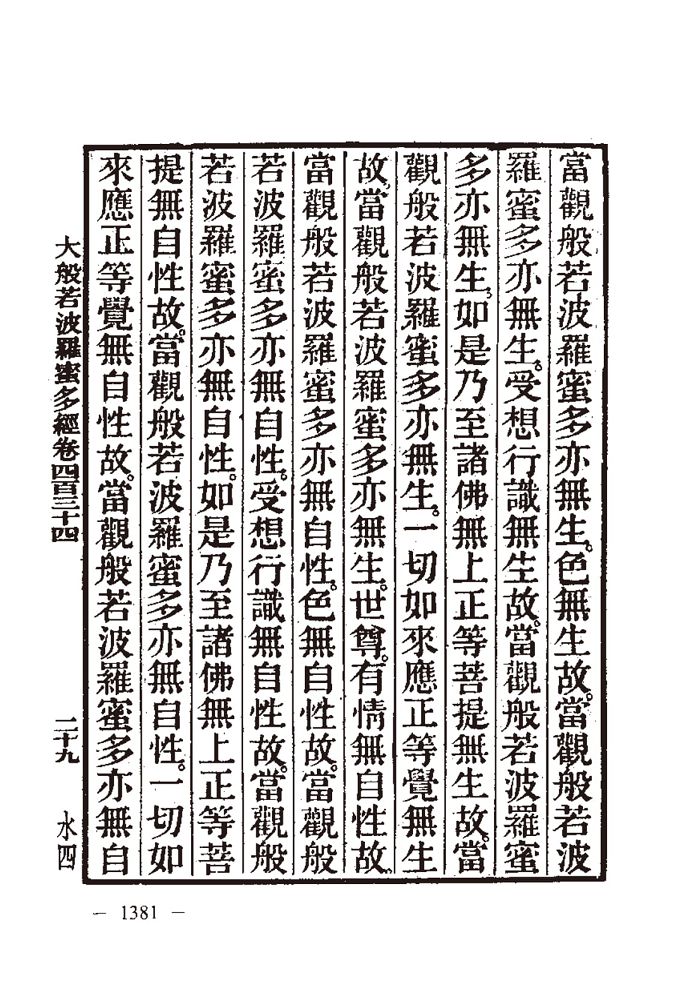 當觀般若波羅蜜多亦無生。色無生故。當觀般若波
羅蜜多亦無生。受想行識無生故。當觀般若波羅蜜
多亦無生。如是乃至諸佛無上正等菩提無生故。當
觀般若波羅蜜多亦無生。一切如來應正等覺無生
故。當觀般若波羅蜜多亦無生。世尊。有情無自性故。
當觀般若波羅蜜多亦無自性。色無自性故。當觀般
若波羅蜜多亦無自性。受想行識無自性故。當觀般
若波羅蜜多亦無自性。如是乃至諸佛無上正等菩
提無自性故。當觀般若波羅蜜多亦無自性。一切如
來應正等覺無自性故。當觀般若波羅蜜多亦無自
大般若波羅蜜多經卷四百三十四 二十九 水四
— 1381 —